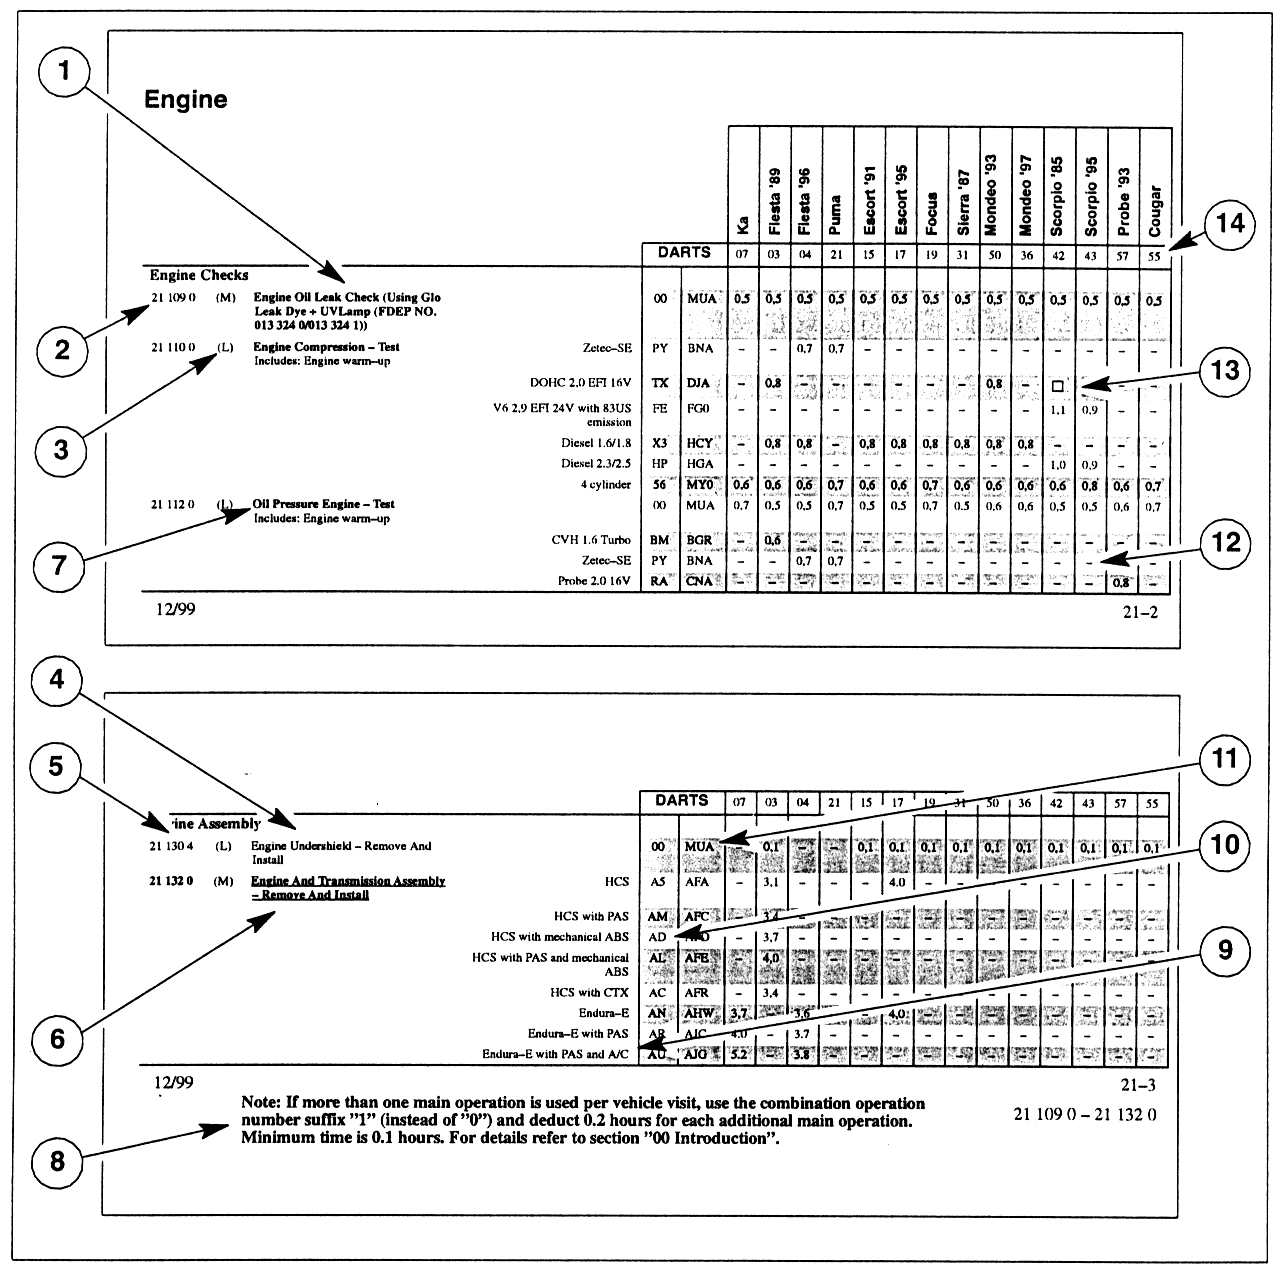 1
Engine
Ka Fiesta '89 Fiesta '96 Puma Escort '91 Escort '95 Focus Sierra '87 Mondeo '93 Mondeo '97 Scorpio '85 Scorpio '95 Probe '93 Cougar
14
DARTS 07 03 04 21 15 17 19 31 50 36 42 43 57 55
Engine Checks
21 109 0 (M) Engine Oil Leak Check (Using Glo 00 MUA 0,5 0,5 0,5 0,5 0,5 0,5 0,5 0,5 0,5 0,5 0,5 0,5 0,5 0,5
Leak Dye + UVLamp (FDEP NO.
013 324 0/013 324 1))
2
21 110 0 (L) Engine Compression – Test Zetec–SE PY BNA – – 0,7 0,7 – – – – – – – – – –
Includes: Engine warm–up
13
DOHC 2,0 EFI 16V TX DJA – 0,8 – – – – – – 0,8 – □ – – –
V6 2,9 EFI 24V with 83US FE FG0 – – – – – – – – – – 1,1 0,9 – –
emission
3
Diesel 1.6/1.8 X3 HCY – 0,8 0,8 – 0,8 0,8 0,8 0,8 0,8 0,8 – – – –
Diesel 2.3/2.5 HP HGA – – – – – – – – – – 1,0 0,9 – –
4 cylinder 56 MY0 0,6 0,6 0,6 0,7 0,6 0,6 0,7 0,6 0,6 0,6 0,6 0,8 0,6 0,7
21 112 0 (L) Oil Pressure Engine – Test 00 MUA 0,7 0,5 0,5 0,7 0,5 0,5 0,7 0,5 0,6 0,6 0,5 0,5 0,6 0,7
Includes: Engine warm–up
CVH 1.6 Turbo BM BGR – 0,6 – – – – – – – – – – – –
12
Zetec–SE PY BNA – – 0,7 0,7 – – – – – – – – – –
7
Probe 2.0 16V RA CNA – – – – – – – – – – – – 0,8 –
12/99 21–2
4
5
11
DARTS 07 03 04 21 15 17 19 31 50 36 42 43 57 55
ine Assembly
21 130 4 (L) Engine Undershield – Remove And 00 MUA – 0,1 – – 0,1 0,1 0,1 0,1 0,1 0,1 0,1 0,1 0,1 0,1
Install
10
21 132 0 (M) Engine And Transmission Assembly HCS A5 AFA – 3,1 – – – 4.0 – – – – – – – –
– Remove And Install
HCS with PAS AM AFC – 3,4 – – – – – – – – – – – –
HCS with mechanical ABS AD – 3,7 – – – – – – – – – – – –
9
HCS with PAS and mechanical AL AFE – 4,0 – – – – – – – – – – – –
ABS
HCS with CTX AC AFR – 3,4 – – – – – – – – – – – –
Endura–E AN AHW 3,7 – 3,6 – – 4,0 – – – – – – – –
6
Endura–E with PAS AR AJC 4.0 – 3.7 – – – – – – – – – – –
Endura–E with PAS and A/C AU AJG 5.2 – 3.8 – – – – – – – – – – –
12/99 21–3
Note: If more than one main operation is used per vehicle visit, use the combination operation
number suffix "1" (instead of "0") and deduct 0.2 hours for each additional main operation.
Minimum time is 0.1 hours. For details refer to section "00 Introduction".
21 109 0 – 21 132 0
8